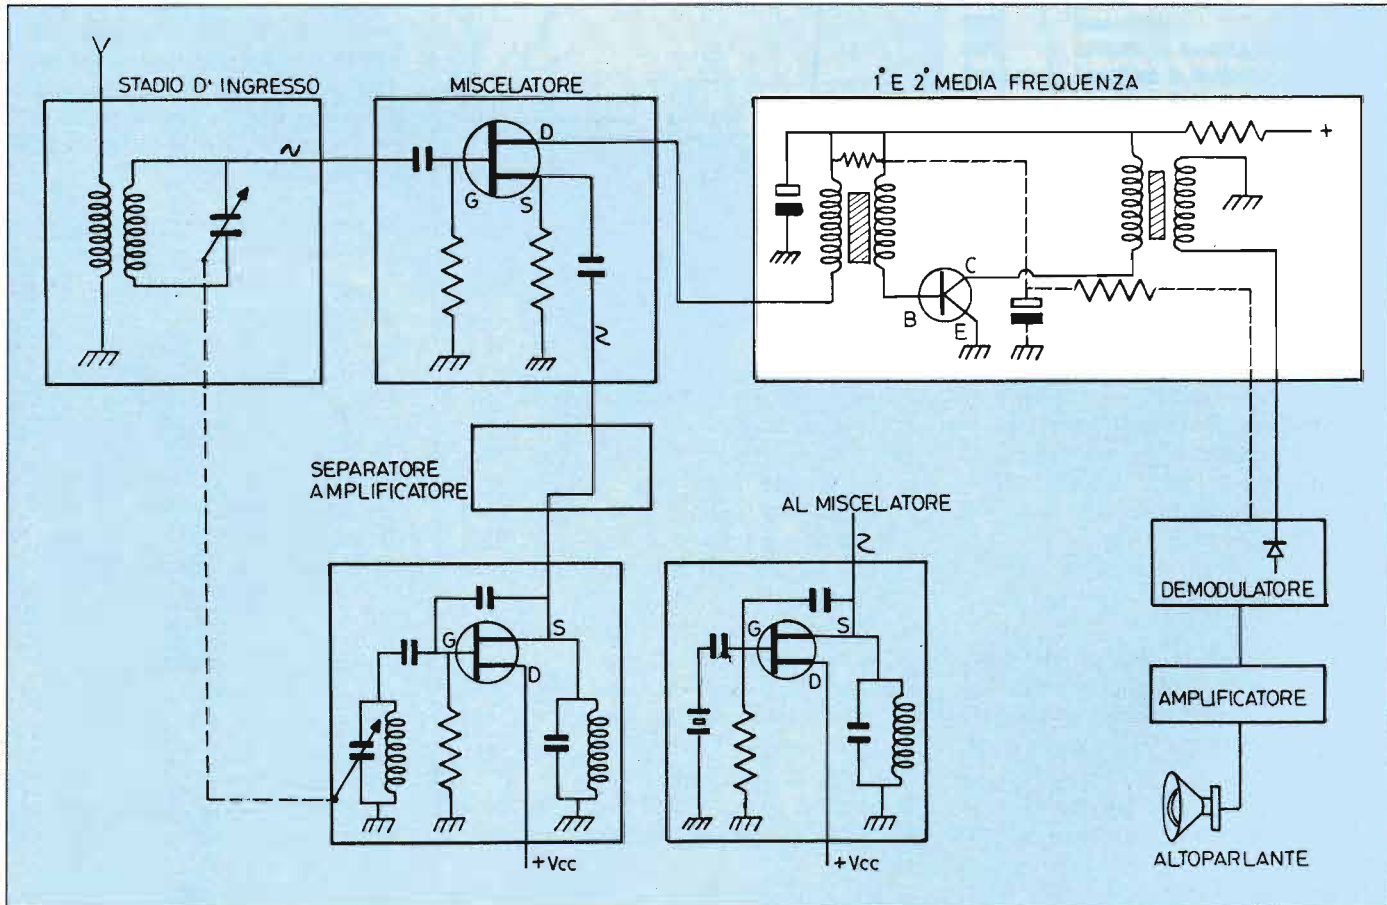 STADIO D' INGRESSO
MISCELATORE
1° E 2° MEDIA FREQUENZA
D
G
S
+
C
B
E
SEPARATORE
AMPLIFICATORE
AL MISCELATORE
G
S
D
+Vcc
G
S
D
+Vcc
DEMODULATORE
AMPLIFICATORE
ALTOPARLANTE